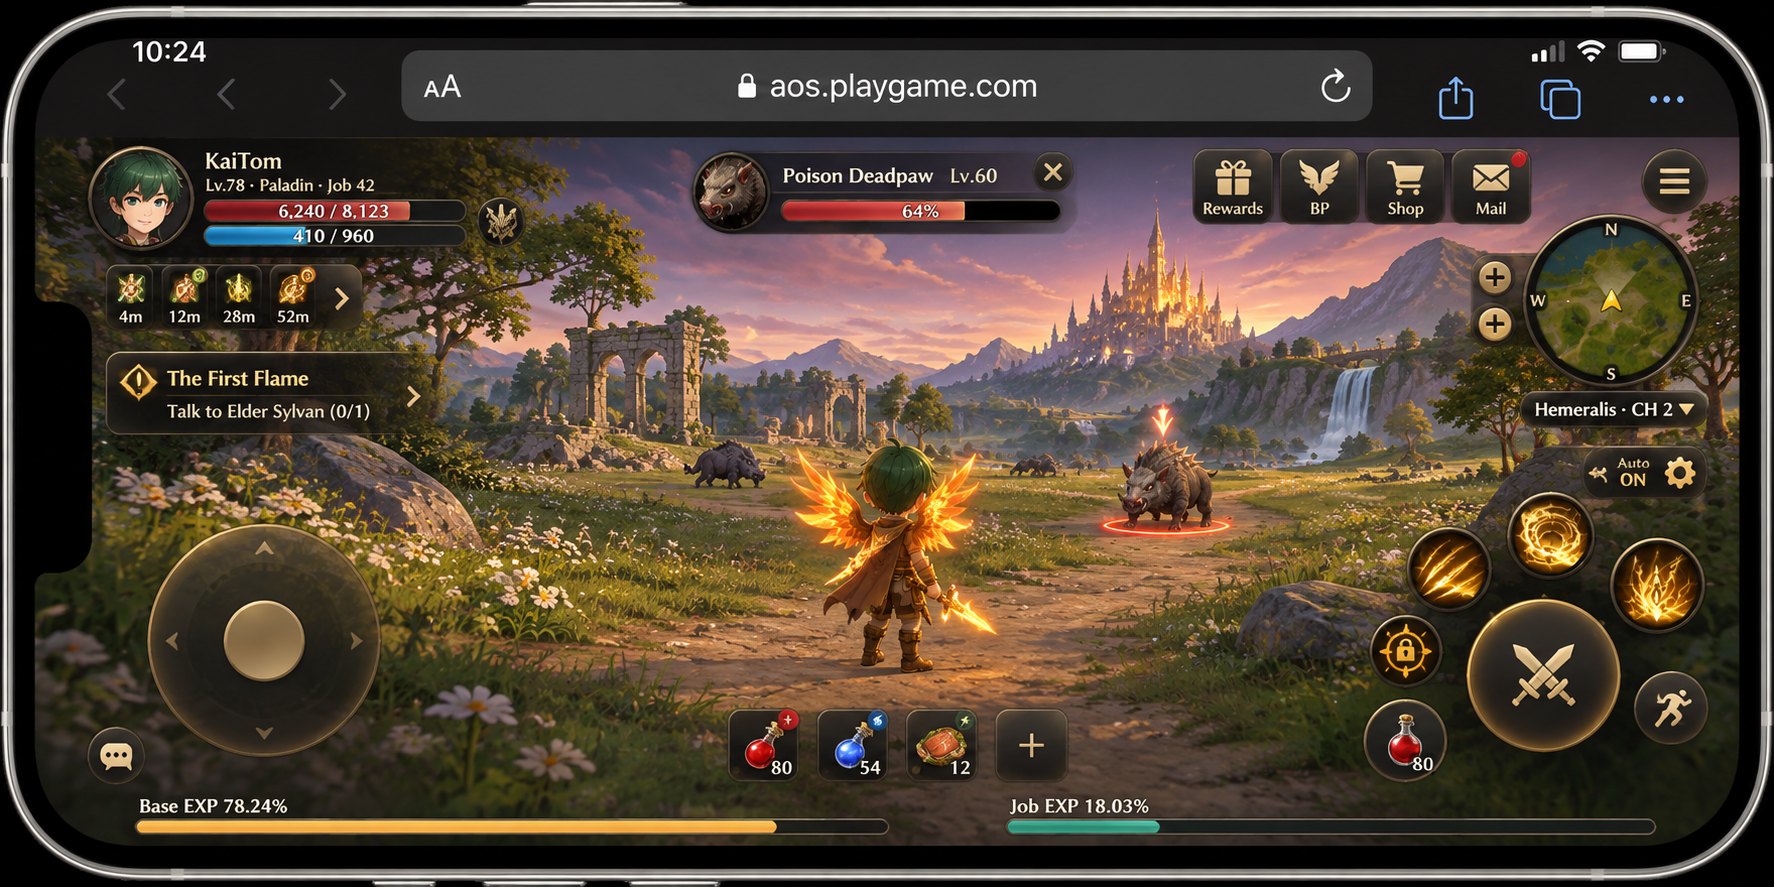 10:24
AA
aos.playgame.com
KaiTom
Lv.78 · Paladin · Job 42
6,240 / 8,123
410 / 960
4m
12m
28m
52m
The First Flame
Talk to Elder Sylvan (0/1)
Poison Deadpaw Lv.60
64%
Rewards
BP
Shop
Mail
N
W
E
S
Hemeralis · CH 2
Auto
ON
80
54
12
80
Base EXP 78.24%
Job EXP 18.03%